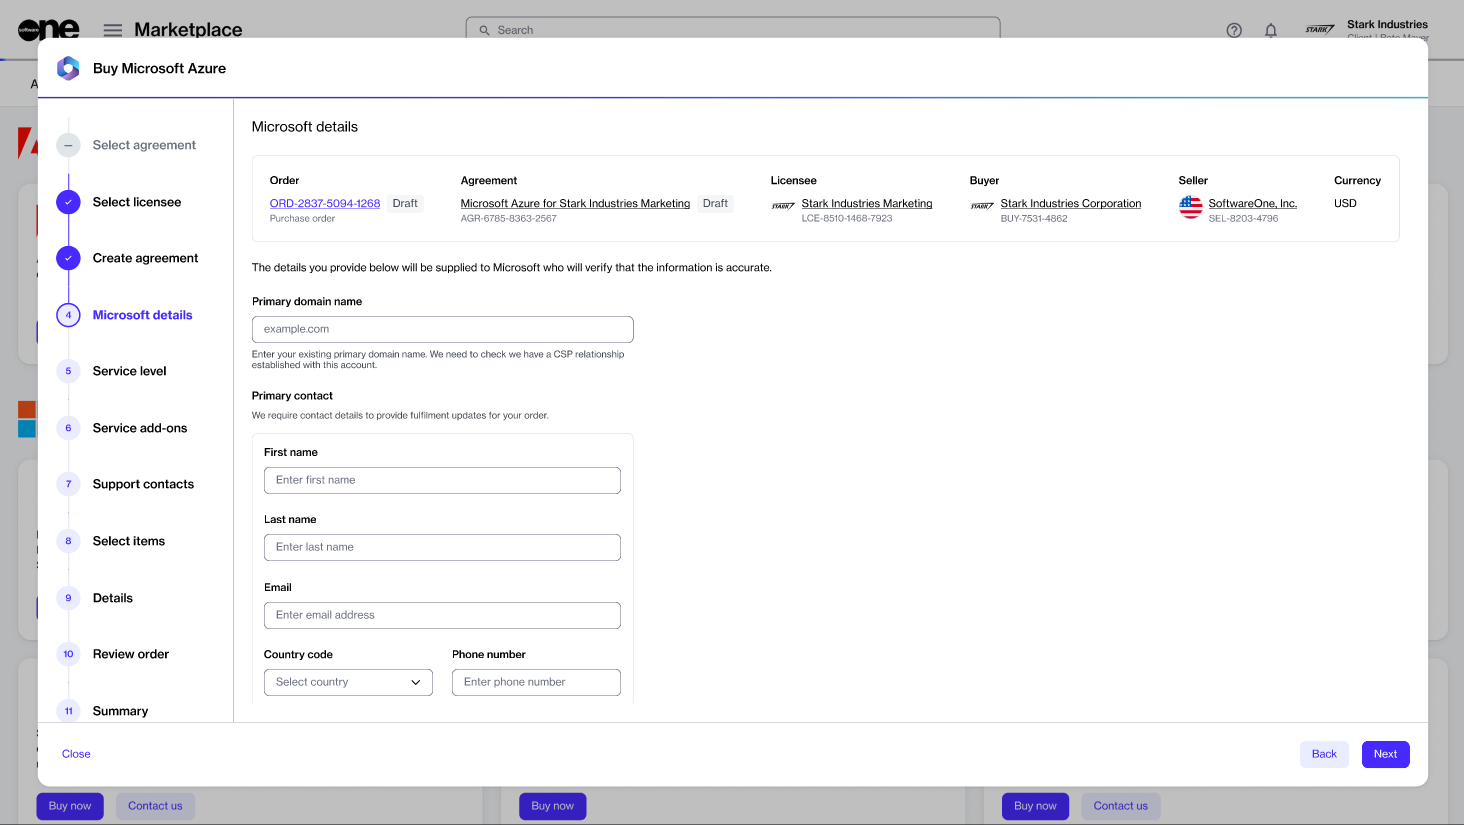 software one
Marketplace
Search
Stark Industries
STARK
Buy Microsoft Azure
Select agreement
Select licensee
Create agreement
4 Microsoft details
5 Service level
6 Service add-ons
7 Support contacts
8 Select items
9 Details
10 Review order
11 Summary
Microsoft details
Order
ORD-2837-5094-1268 Draft
Purchase order
Agreement
Microsoft Azure for Stark Industries Marketing Draft
AGR-6785-8363-2567
Licensee
STARK Stark Industries Marketing
LCE-8510-1468-7923
Buyer
STARK Stark Industries Corporation
BUY-7531-4862
Seller
SoftwareOne, Inc.
SEL-8203-4796
Currency
USD
The details you provide below will be supplied to Microsoft who will verify that the information is accurate.
Primary domain name
example.com
Enter your existing primary domain name. We need to check we have a CSP relationship
established with this account.
Primary contact
We require contact details to provide fulfilment updates for your order.
First name
Enter first name
Last name
Enter last name
Email
Enter email address
Country code Phone number
Select country Enter phone number
Close Back Next
Buy now Contact us Buy now Buy now Contact us